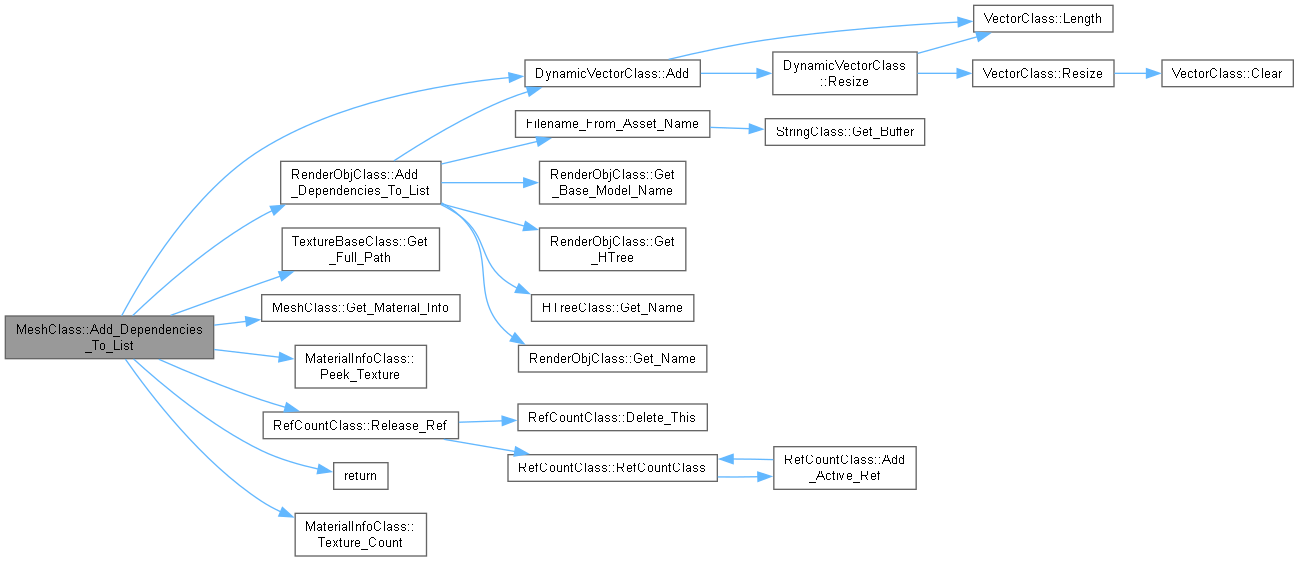 MeshClass::Add_Dependencies
_To_List
DynamicVectorClass::Add
VectorClass::Length
DynamicVectorClass
::Resize
VectorClass::Resize
VectorClass::Clear
RenderObjClass::Add
_Dependencies_To_List
Filename_From_Asset_Name
StringClass::Get_Buffer
RenderObjClass::Get
_Base_Model_Name
RenderObjClass::Get
_HTree
HTreeClass::Get_Name
RenderObjClass::Get_Name
TextureBaseClass::Get
_Full_Path
MeshClass::Get_Material_Info
MaterialInfoClass::
Peek_Texture
RefCountClass::Release_Ref
RefCountClass::Delete_This
RefCountClass::RefCountClass
RefCountClass::Add
_Active_Ref
return
MaterialInfoClass::
Texture_Count